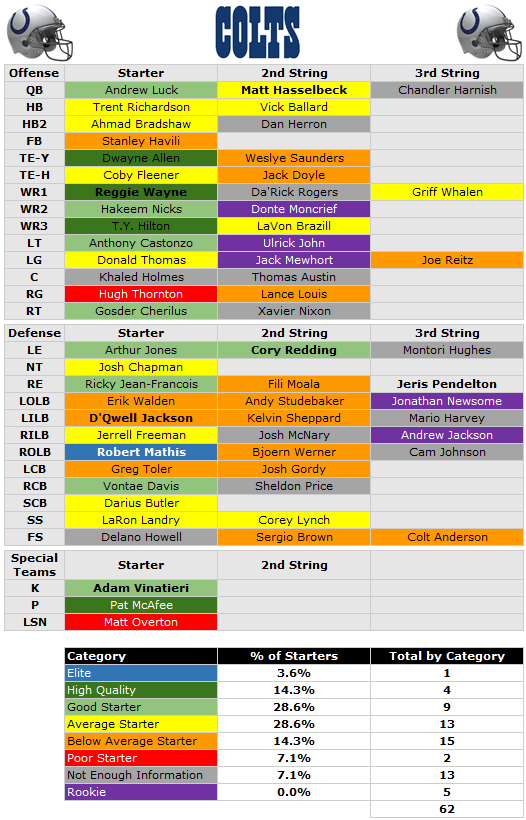 COLTS
Offense Starter 2nd String 3rd String
QB Andrew Luck Matt Hasselbeck Chandler Harnish
HB Trent Richardson Vick Ballard
HB2 Ahmad Bradshaw Dan Herron
FB Stanley Havili
TE-Y Dwayne Allen Weslye Saunders
TE-H Coby Fleener Jack Doyle
WR1 Reggie Wayne Da'Rick Rogers Griff Whalen
WR2 Hakeem Nicks Donte Moncrief
WR3 T.Y. Hilton LaVon Brazill
LT Anthony Castonzo Ulrick John
LG Donald Thomas Jack Mewhort Joe Reitz
C Khaled Holmes Thomas Austin
RG Hugh Thornton Lance Louis
RT Gosder Cherilus Xavier Nixon
Defense Starter 2nd String 3rd String
LE Arthur Jones Cory Redding Montori Hughes
NT Josh Chapman
RE Ricky Jean-Francois Fili Moala Jeris Pendelton
LOLB Erik Walden Andy Studebaker Jonathan Newsome
LILB D'Qwell Jackson Kelvin Sheppard Mario Harvey
RILB Jerrell Freeman Josh McNary Andrew Jackson
ROLB Robert Mathis Bjoern Werner Cam Johnson
LCB Greg Toler Josh Gordy
RCB Vontae Davis Sheldon Price
SCB Darius Butler
SS LaRon Landry Corey Lynch
FS Delano Howell Sergio Brown Colt Anderson
Special Teams Starter 2nd String
K Adam Vinatieri
P Pat McAfee
LSN Matt Overton
Category % of Starters Total by Category
Elite 3.6% 1
High Quality 14.3% 4
Good Starter 28.6% 9
Average Starter 28.6% 13
Below Average Starter 14.3% 15
Poor Starter 7.1% 2
Not Enough Information 7.1% 13
Rookie 0.0% 5
62